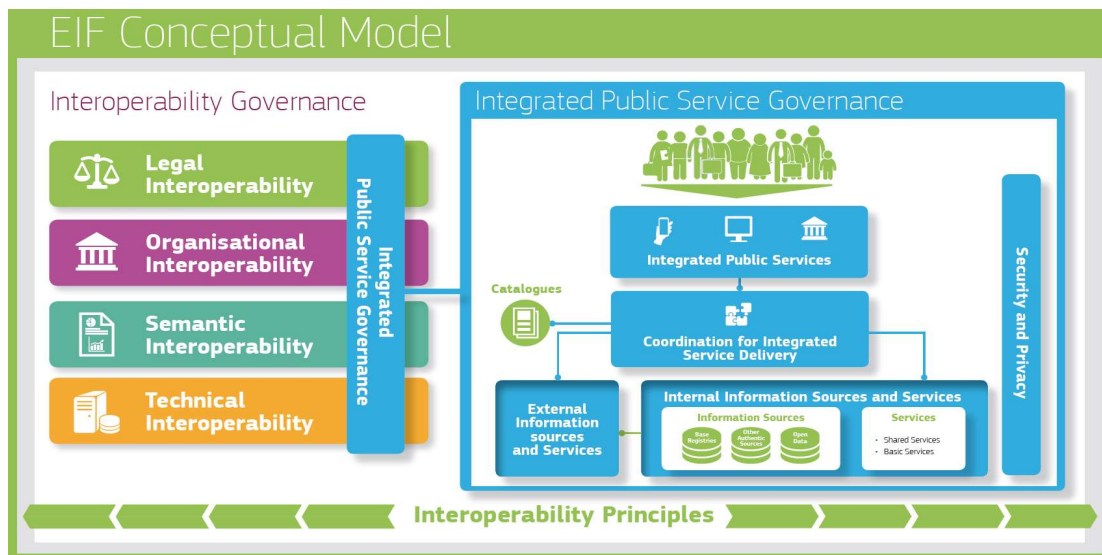 EIF Conceptual Model
Interoperability Governance
Legal
Interoperability
Organisational
Interoperability
Semantic
Interoperability
Technical
Interoperability
Integrated
Public Service Governance
Integrated Public Service Governance
Integrated Public Services
Catalogues
Coordination for Integrated
Service Delivery
External
Information
sources
and Services
Internal Information Sources and Services
Information Sources
Base
Registries
Other
Authentic
Sources
Open
Data
Services
• Shared Services
• Basic Services
Security and Privacy
Interoperability Principles